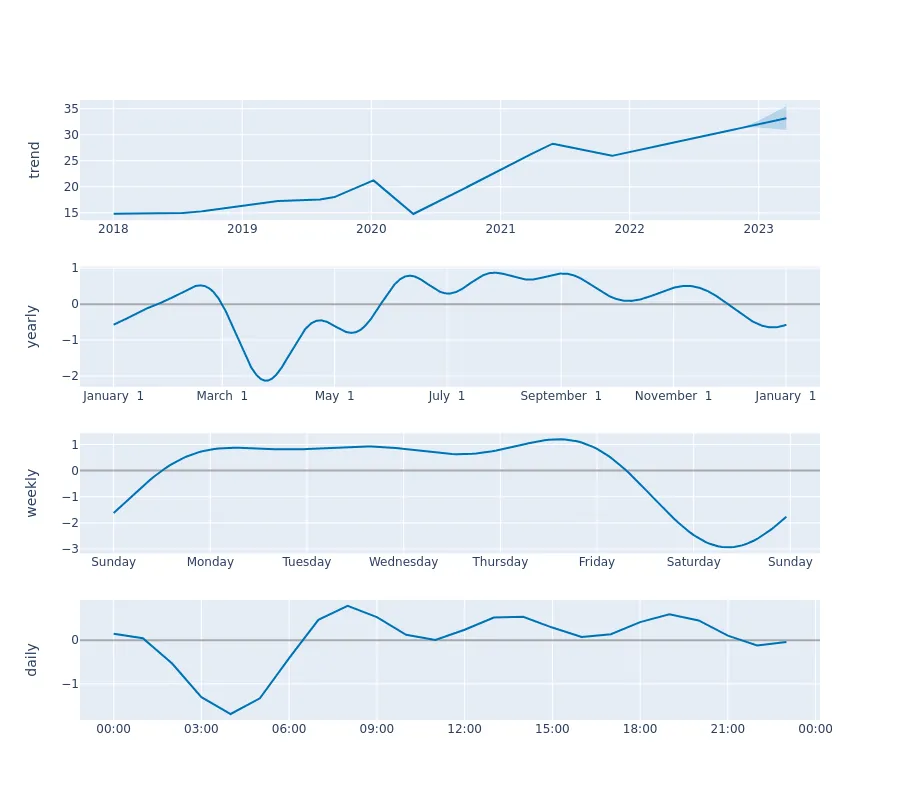 trend
35
30
25
20
15
2018 2019 2020 2021 2022 2023
yearly
1
0
−1
−2
January 1 March 1 May 1 July 1 September 1 November 1 January 1
weekly
1
0
−1
−2
−3
Sunday Monday Tuesday Wednesday Thursday Friday Saturday Sunday
daily
0
−1
00:00 03:00 06:00 09:00 12:00 15:00 18:00 21:00 00:00